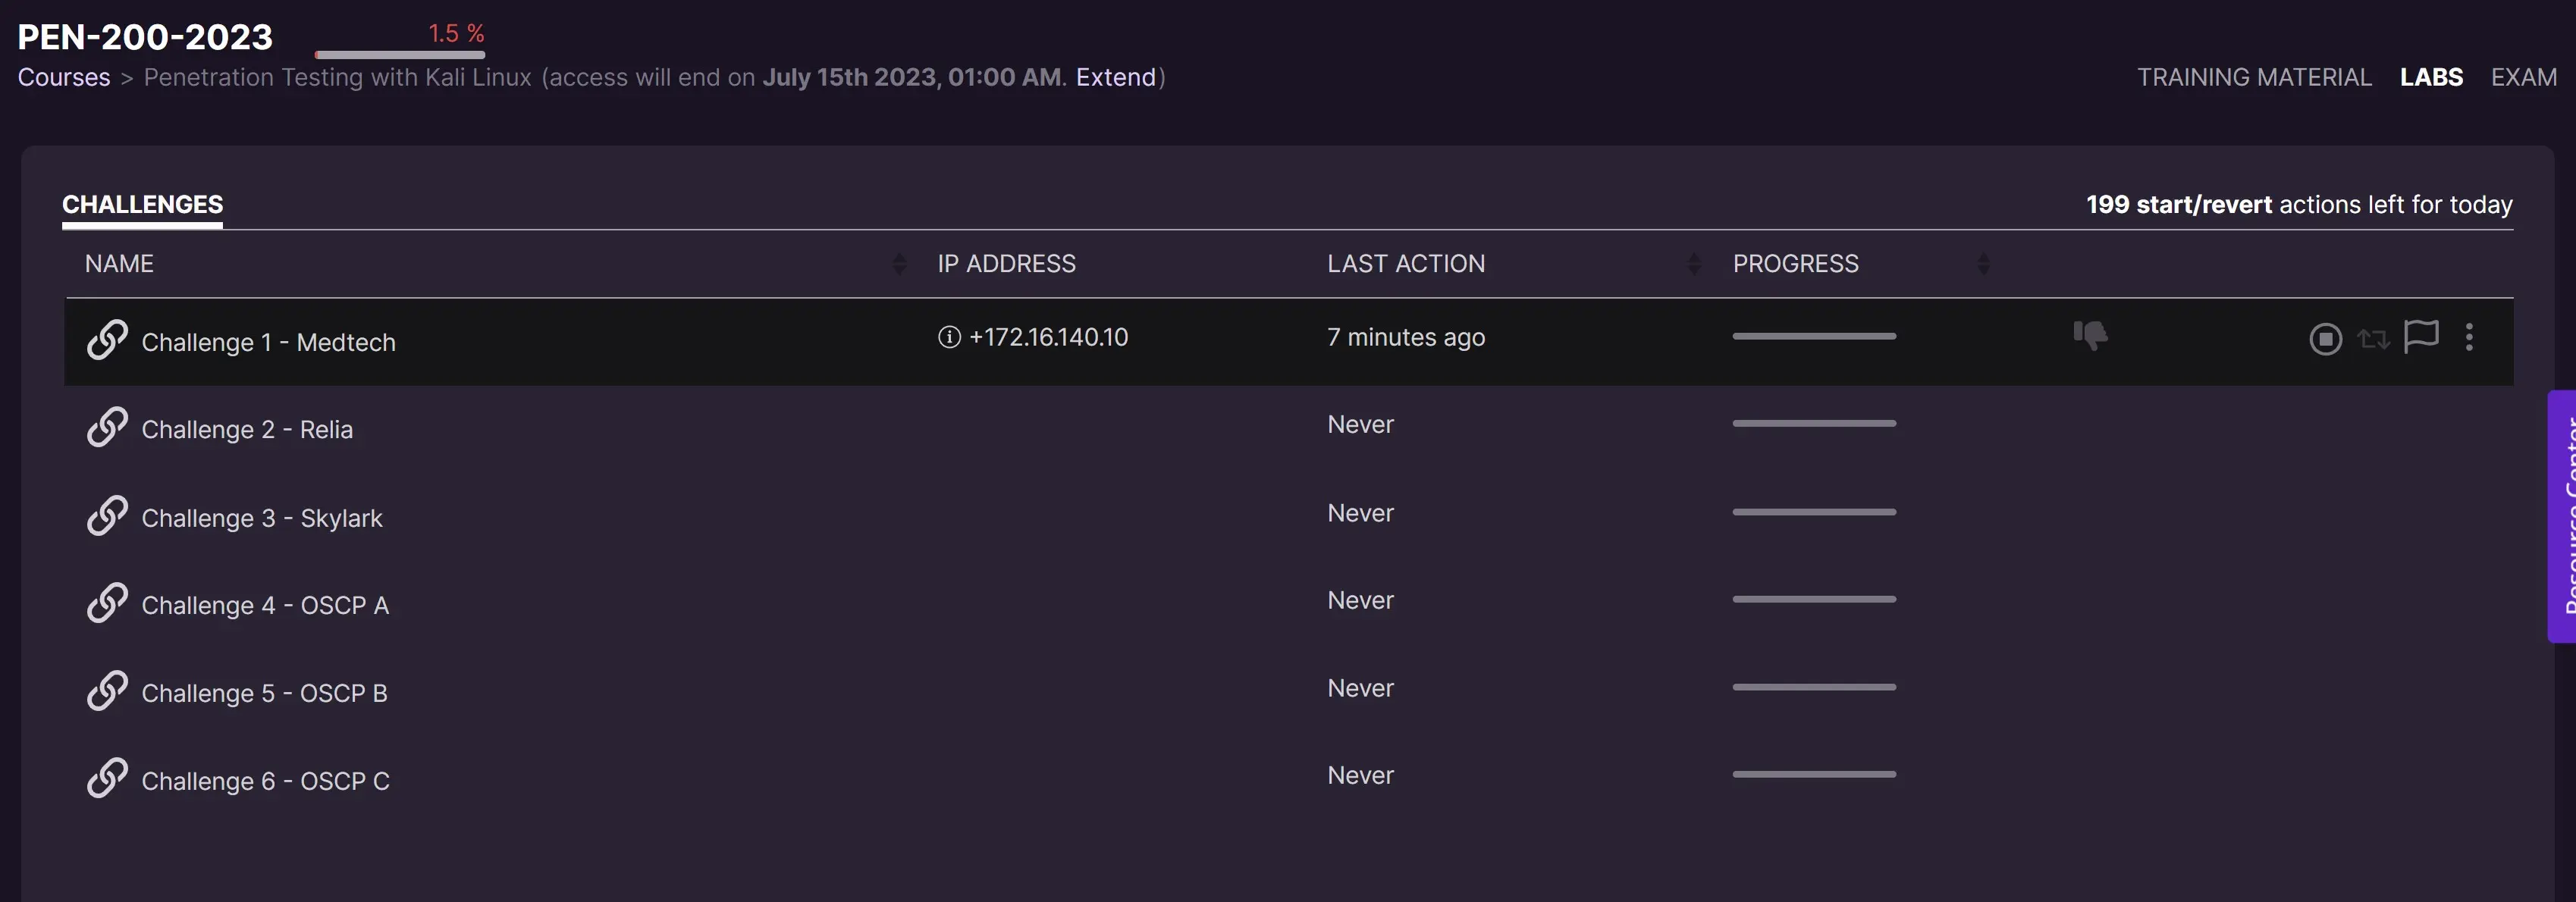 PEN-200-2023 1.5 %
Courses > Penetration Testing with Kali Linux (access will end on July 15th 2023, 01:00 AM. Extend)
TRAINING MATERIAL LABS EXAM
CHALLENGES 199 start/revert actions left for today
NAME IP ADDRESS LAST ACTION PROGRESS
Challenge 1 - Medtech +172.16.140.10 7 minutes ago
Challenge 2 - Relia Never
Challenge 3 - Skylark Never
Challenge 4 - OSCP A Never
Challenge 5 - OSCP B Never
Challenge 6 - OSCP C Never
Resource Center